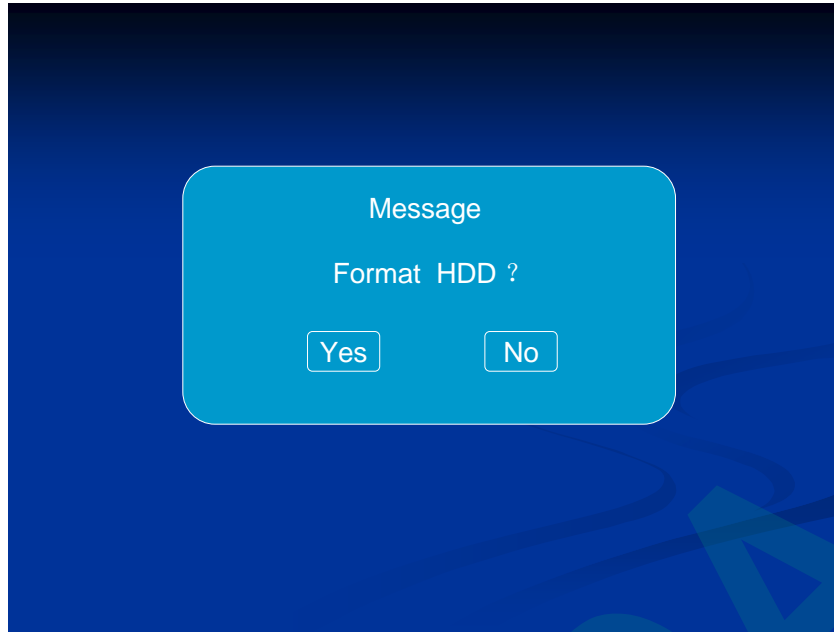 Message
Format HDD ?
Yes No